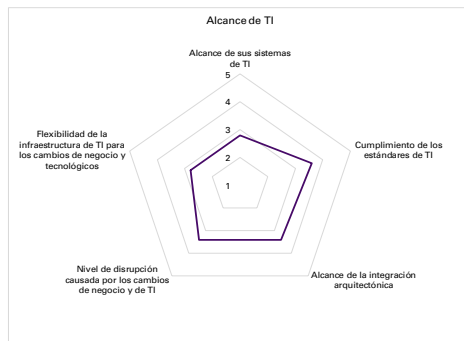 Alcance de TI
Alcance de sus sistemas
de TI
5
4
3
2
1
Flexibilidad de la
infraestructura de TI para
los cambios de negocio y
tecnológicos
Cumplimiento de los
estándares de TI
Nivel de disrupción
causada por los cambios
de negocio y de TI
Alcance de la integración
arquitectónica